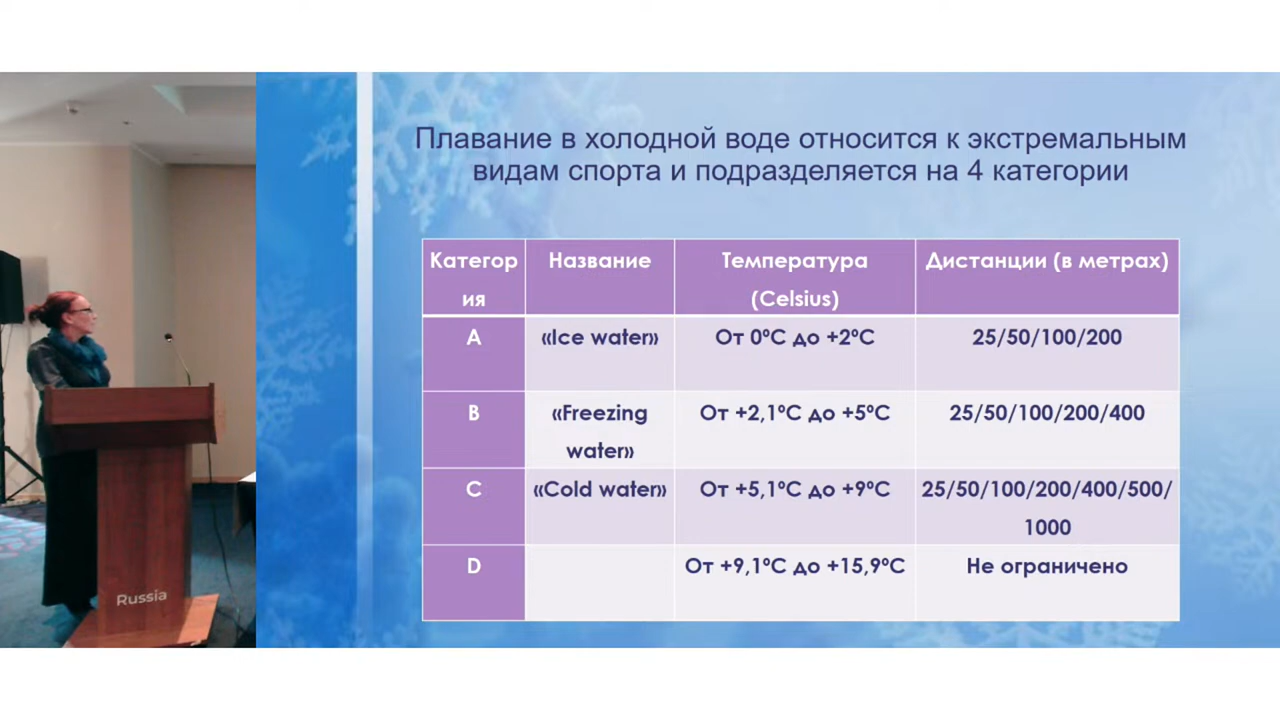 Плавание в холодной воде относится к экстремальным
видам спорта и подразделяется на 4 категории
Категор
ия
Название
Температура
(Celsius)
Дистанции (в метрах)
A
«Ice water»
От 0ºC до +2ºC
25/50/100/200
B
«Freezing
water»
От +2,1ºC до +5ºC
25/50/100/200/400
C
«Cold water»
От +5,1ºC до +9ºC
25/50/100/200/400/500/
1000
D
От +9,1ºC до +15,9ºC
Не ограничено
Russia